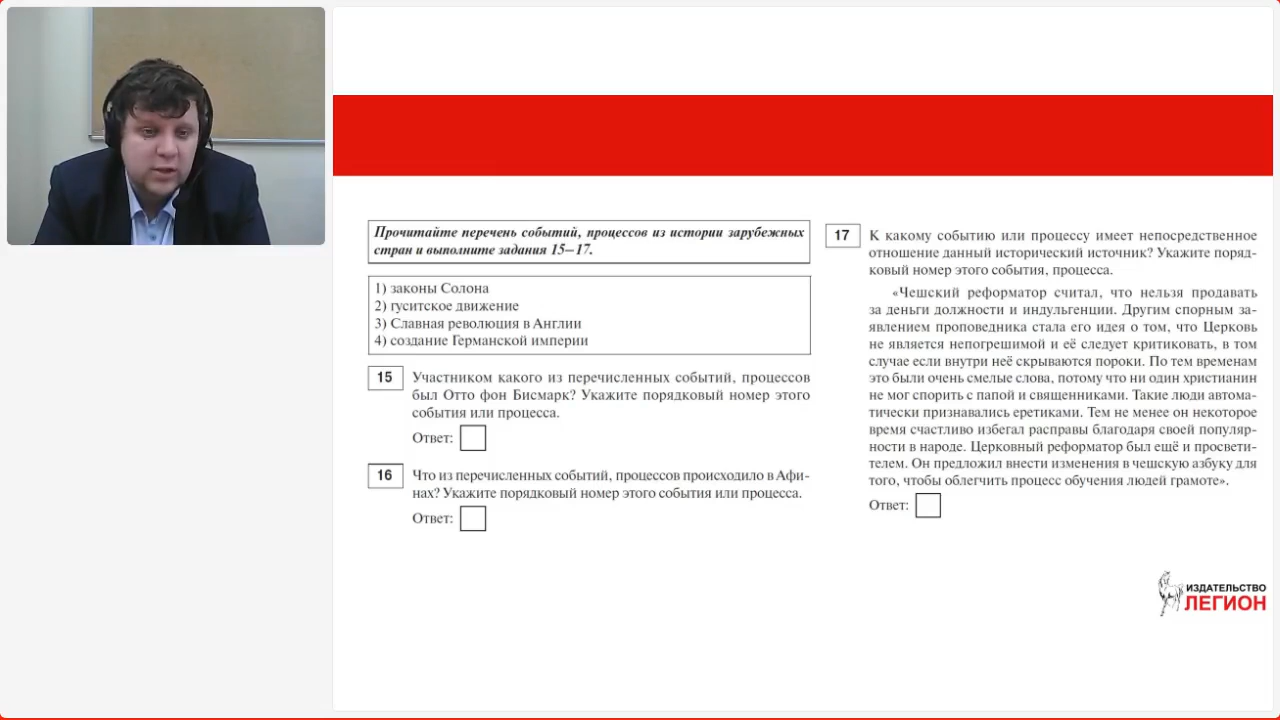 Прочитайте перечень событий, процессов из истории зарубежных
стран и выполните задания 15—17.
1) законы Солона
2) гуситское движение
3) Славная революция в Англии
4) создание Германской империи
15 Участником какого из перечисленных событий, процессов
был Отто фон Бисмарк? Укажите порядковый номер этого
события или процесса.
Ответ:
16 Что из перечисленных событий, процессов происходило в Афи-
нах? Укажите порядковый номер этого события или процесса.
Ответ:
17 К какому событию или процессу имеет непосредственное
отношение данный исторический источник? Укажите поряд-
ковый номер этого события, процесса.
«Чешский реформатор считал, что нельзя продавать
за деньги должности и индульгенции. Другим спорным за-
явлением проповедника стала его идея о том, что Церковь
не является непогрешимой и её следует критиковать, в том
случае если внутри неё скрываются пороки. По тем временам
это были очень смелые слова, потому что ни один христианин
не мог спорить с папой и священниками. Такие люди автома-
тически признавались еретиками. Тем не менее он некоторое
время счастливо избегал расправы благодаря своей популяр-
ности в народе. Церковный реформатор был ещё и просвети-
телем. Он предложил внести изменения в чешскую азбуку для
того, чтобы облегчить процесс обучения людей грамоте».
Ответ:
ИЗДАТЕЛЬСТВО
ЛЕГИОН